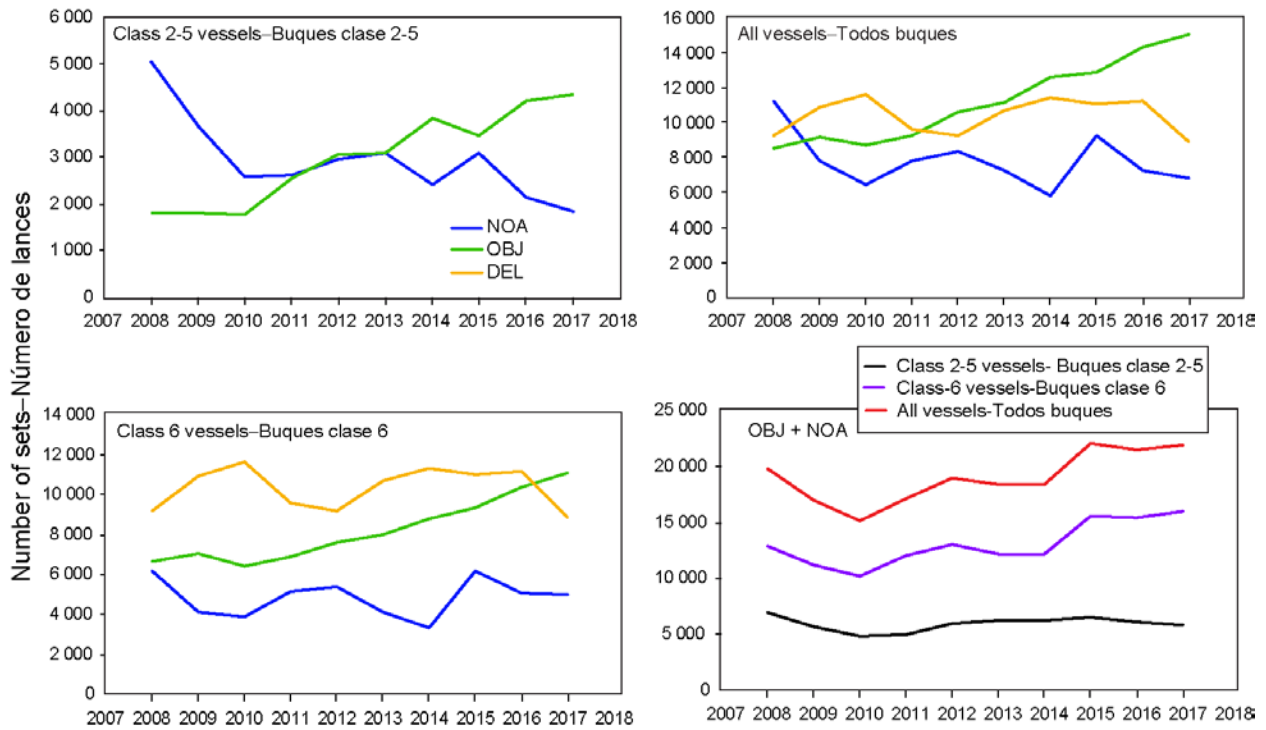 Number of sets–Número de lances
6 000
5 000
4 000
3 000
2 000
1 000
0
Class 2-5 vessels–Buques clase 2-5
NOA
OBJ
DEL
2007 2008 2009 2010 2011 2012 2013 2014 2015 2016 2017 2018
16 000
14 000
12 000
10 000
8 000
6 000
4 000
2 000
0
All vessels–Todos buques
2007 2008 2009 2010 2011 2012 2013 2014 2015 2016 2017 2018
14 000
12 000
10 000
8 000
6 000
4 000
2 000
0
Class 6 vessels–Buques clase 6
2007 2008 2009 2010 2011 2012 2013 2014 2015 2016 2017 2018
Class 2-5 vessels- Buques clase 2-5
Class-6 vessels-Buques clase 6
All vessels-Todos buques
25 000
20 000
15 000
10 000
5 000
0
OBJ + NOA
2007 2008 2009 2010 2011 2012 2013 2014 2015 2016 2017 2018